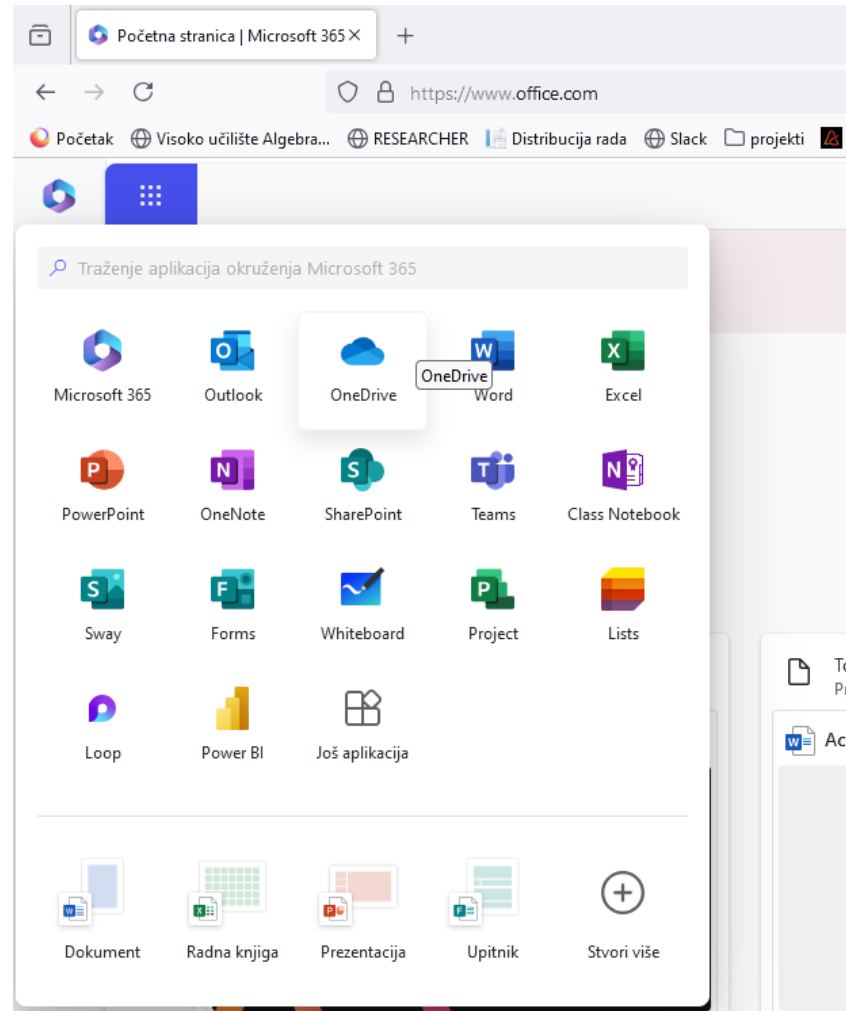 Početna stranica | Microsoft 365
https://www.office.com
Početak Visoko učilište Algebra... RESEARCHER Distribucija rada Slack projekti
Traženje aplikacija okruženja Microsoft 365
Microsoft 365 Outlook OneDrive Word Excel
OneDrive
PowerPoint OneNote SharePoint Teams Class Notebook
Sway Forms Whiteboard Project Lists
Loop Power BI Još aplikacija
Dokument Radna knjiga Prezentacija Upitnik Stvori više
Ac